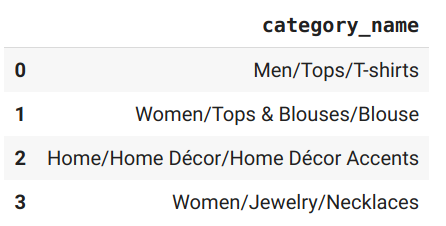 category_name
0 Men/Tops/T-shirts
1 Women/Tops & Blouses/Blouse
2 Home/Home Décor/Home Décor Accents
3 Women/Jewelry/Necklaces